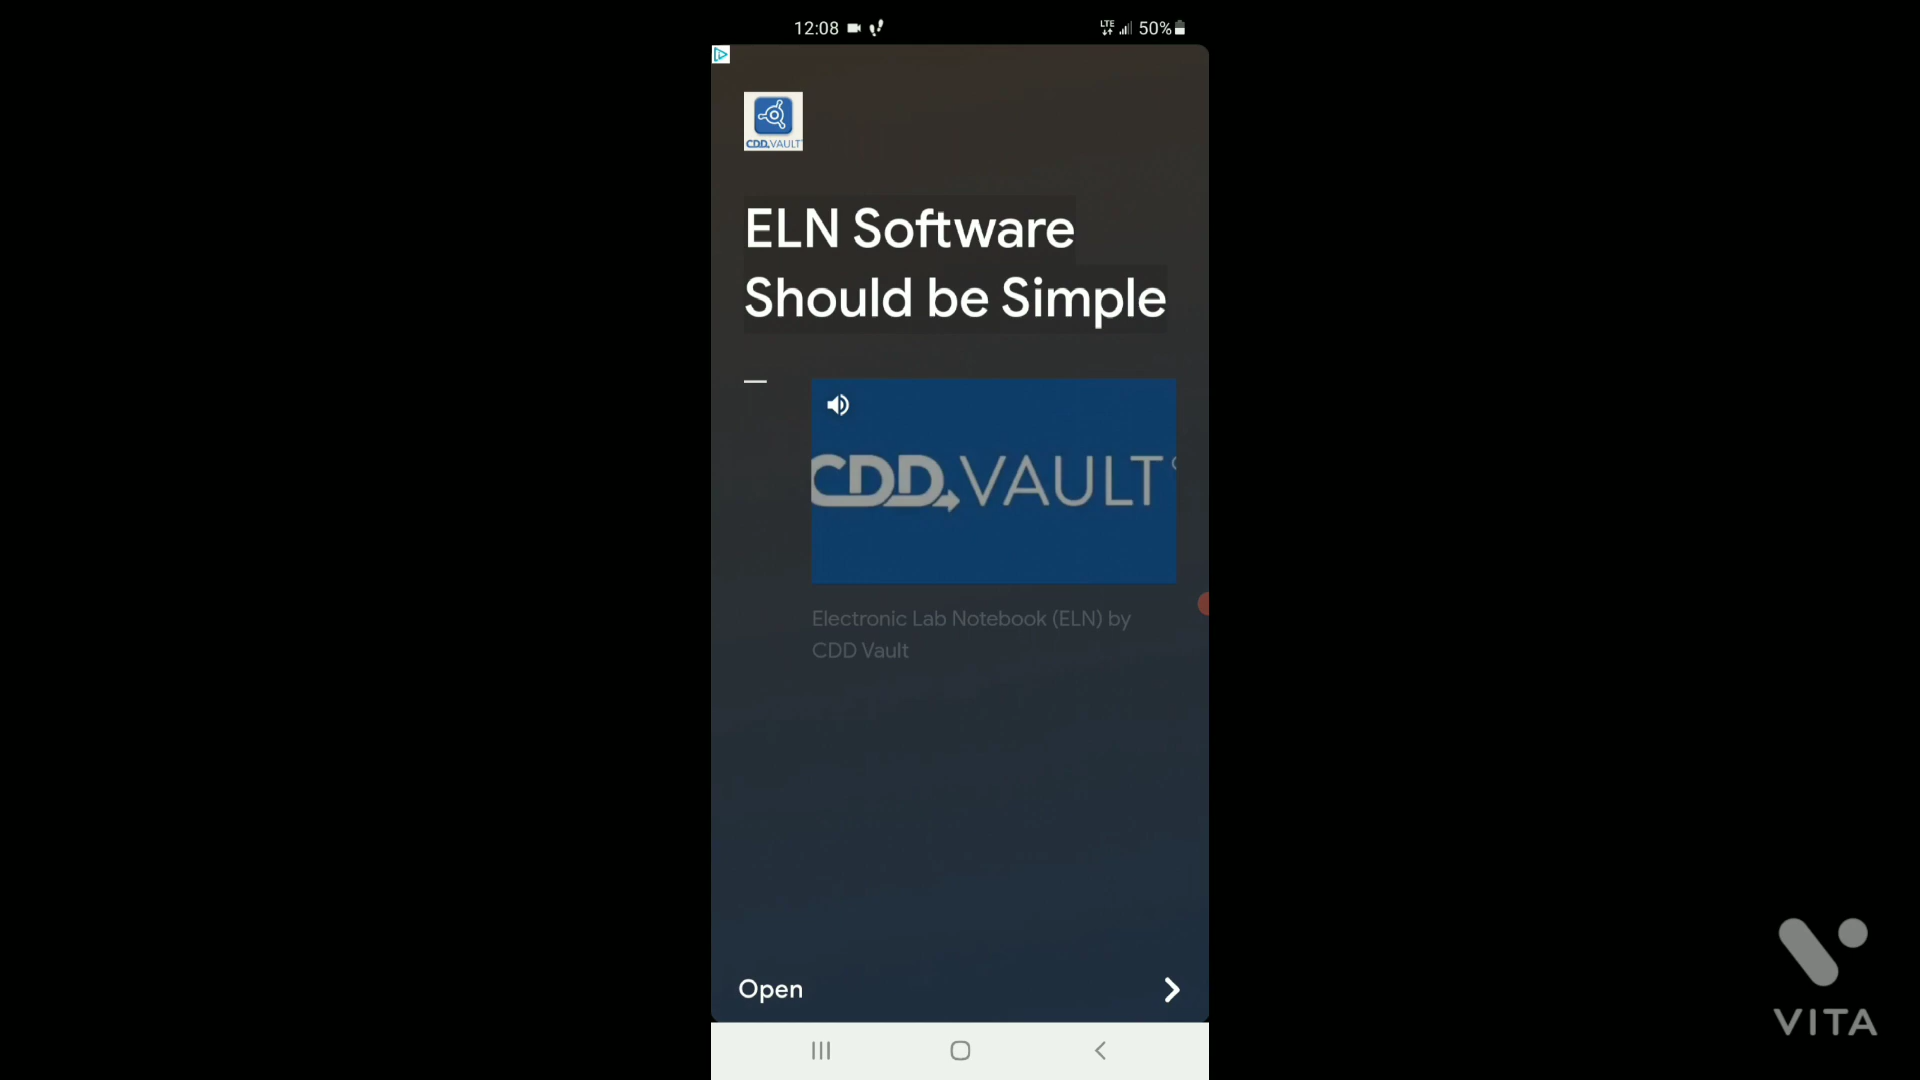 12:08
LTE 50%
CDD VAULT
ELN Software
Should be Simple
CDD VAULT
Electronic Lab Notebook (ELN) by
CDD Vault
Open
VITA